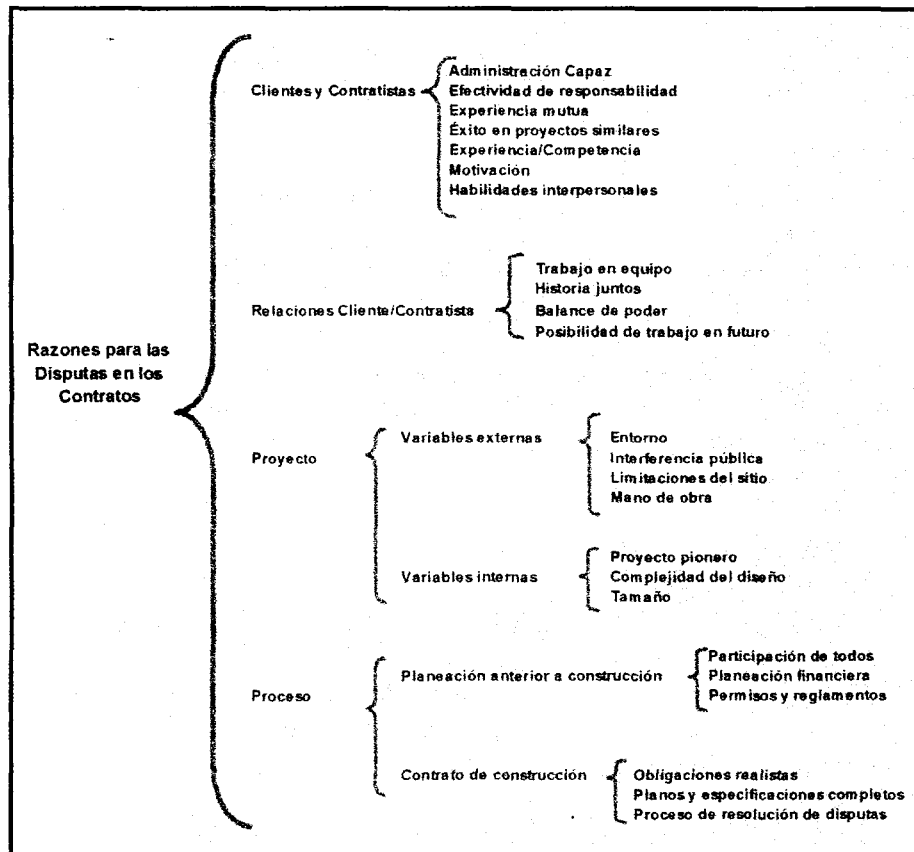 Razones para las
Disputas en los
Contratos
Clientes y Contratistas
Administración Capaz
Efectividad de responsabilidad
Experiencia mutua
Éxito en proyectos similares
Experiencia/Competencia
Motivación
Habilidades interpersonales
Relaciones Cliente/Contratista
Trabajo en equipo
Historia juntos
Balance de poder
Posibilidad de trabajo en futuro
Proyecto
Variables externas
Entorno
Interferencia pública
Limitaciones del sitio
Mano de obra
Variables internas
Proyecto pionero
Complejidad del diseño
Tamaño
Proceso
Planeación anterior a construcción
Participación de todos
Planeación financiera
Permisos y reglamentos
Contrato de construcción
Obligaciones realistas
Planos y especificaciones completos
Proceso de resolución de disputas